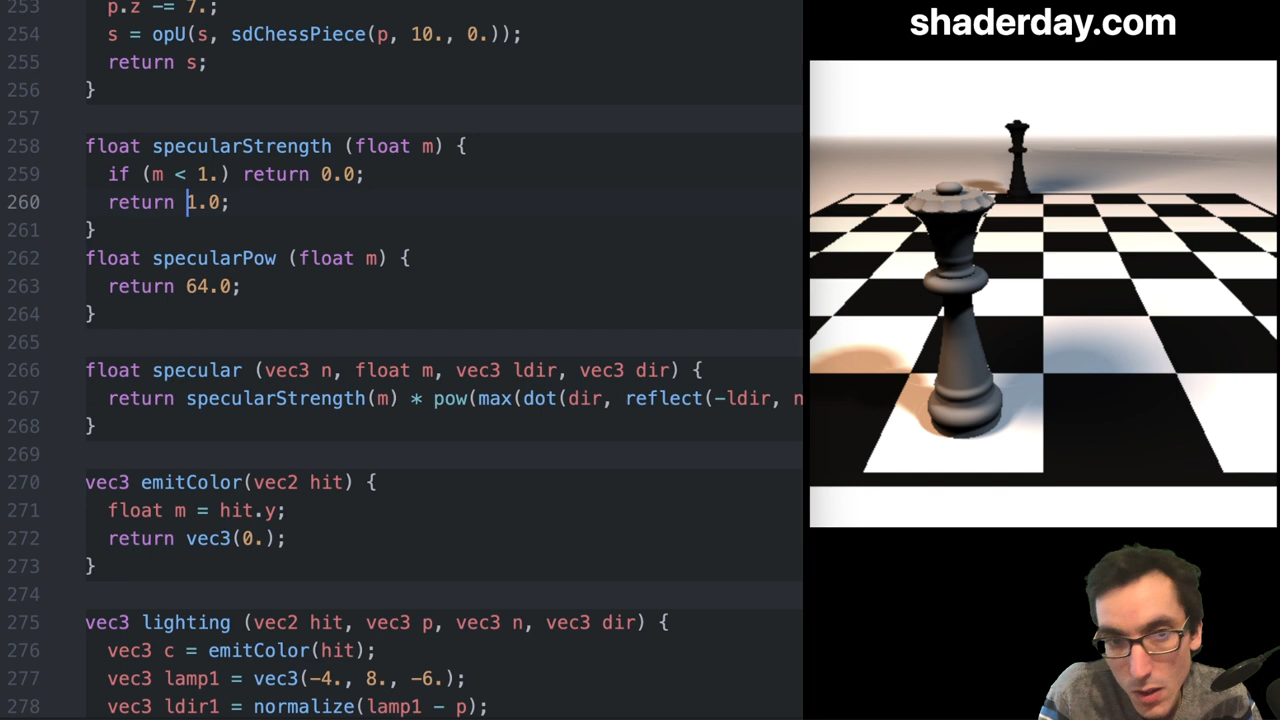 253 p.z -= 7.;
254 s = opU(s, sdChessPiece(p, 10., 0.));
255 return s;
256 }
257
258 float specularStrength (float m) {
259 if (m < 1.) return 0.0;
260 return 1.0;
261 }
262 float specularPow (float m) {
263 return 64.0;
264 }
265
266 float specular (vec3 n, float m, vec3 ldir, vec3 dir) {
267 return specularStrength(m) * pow(max(dot(dir, reflect(-ldir, n
268 }
269
270 vec3 emitColor(vec2 hit) {
271 float m = hit.y;
272 return vec3(0.);
273 }
274
275 vec3 lighting (vec2 hit, vec3 p, vec3 n, vec3 dir) {
276 vec3 c = emitColor(hit);
277 vec3 lamp1 = vec3(-4., 8., -6.);
278 vec3 ldir1 = normalize(lamp1 - p);
shaderday.com